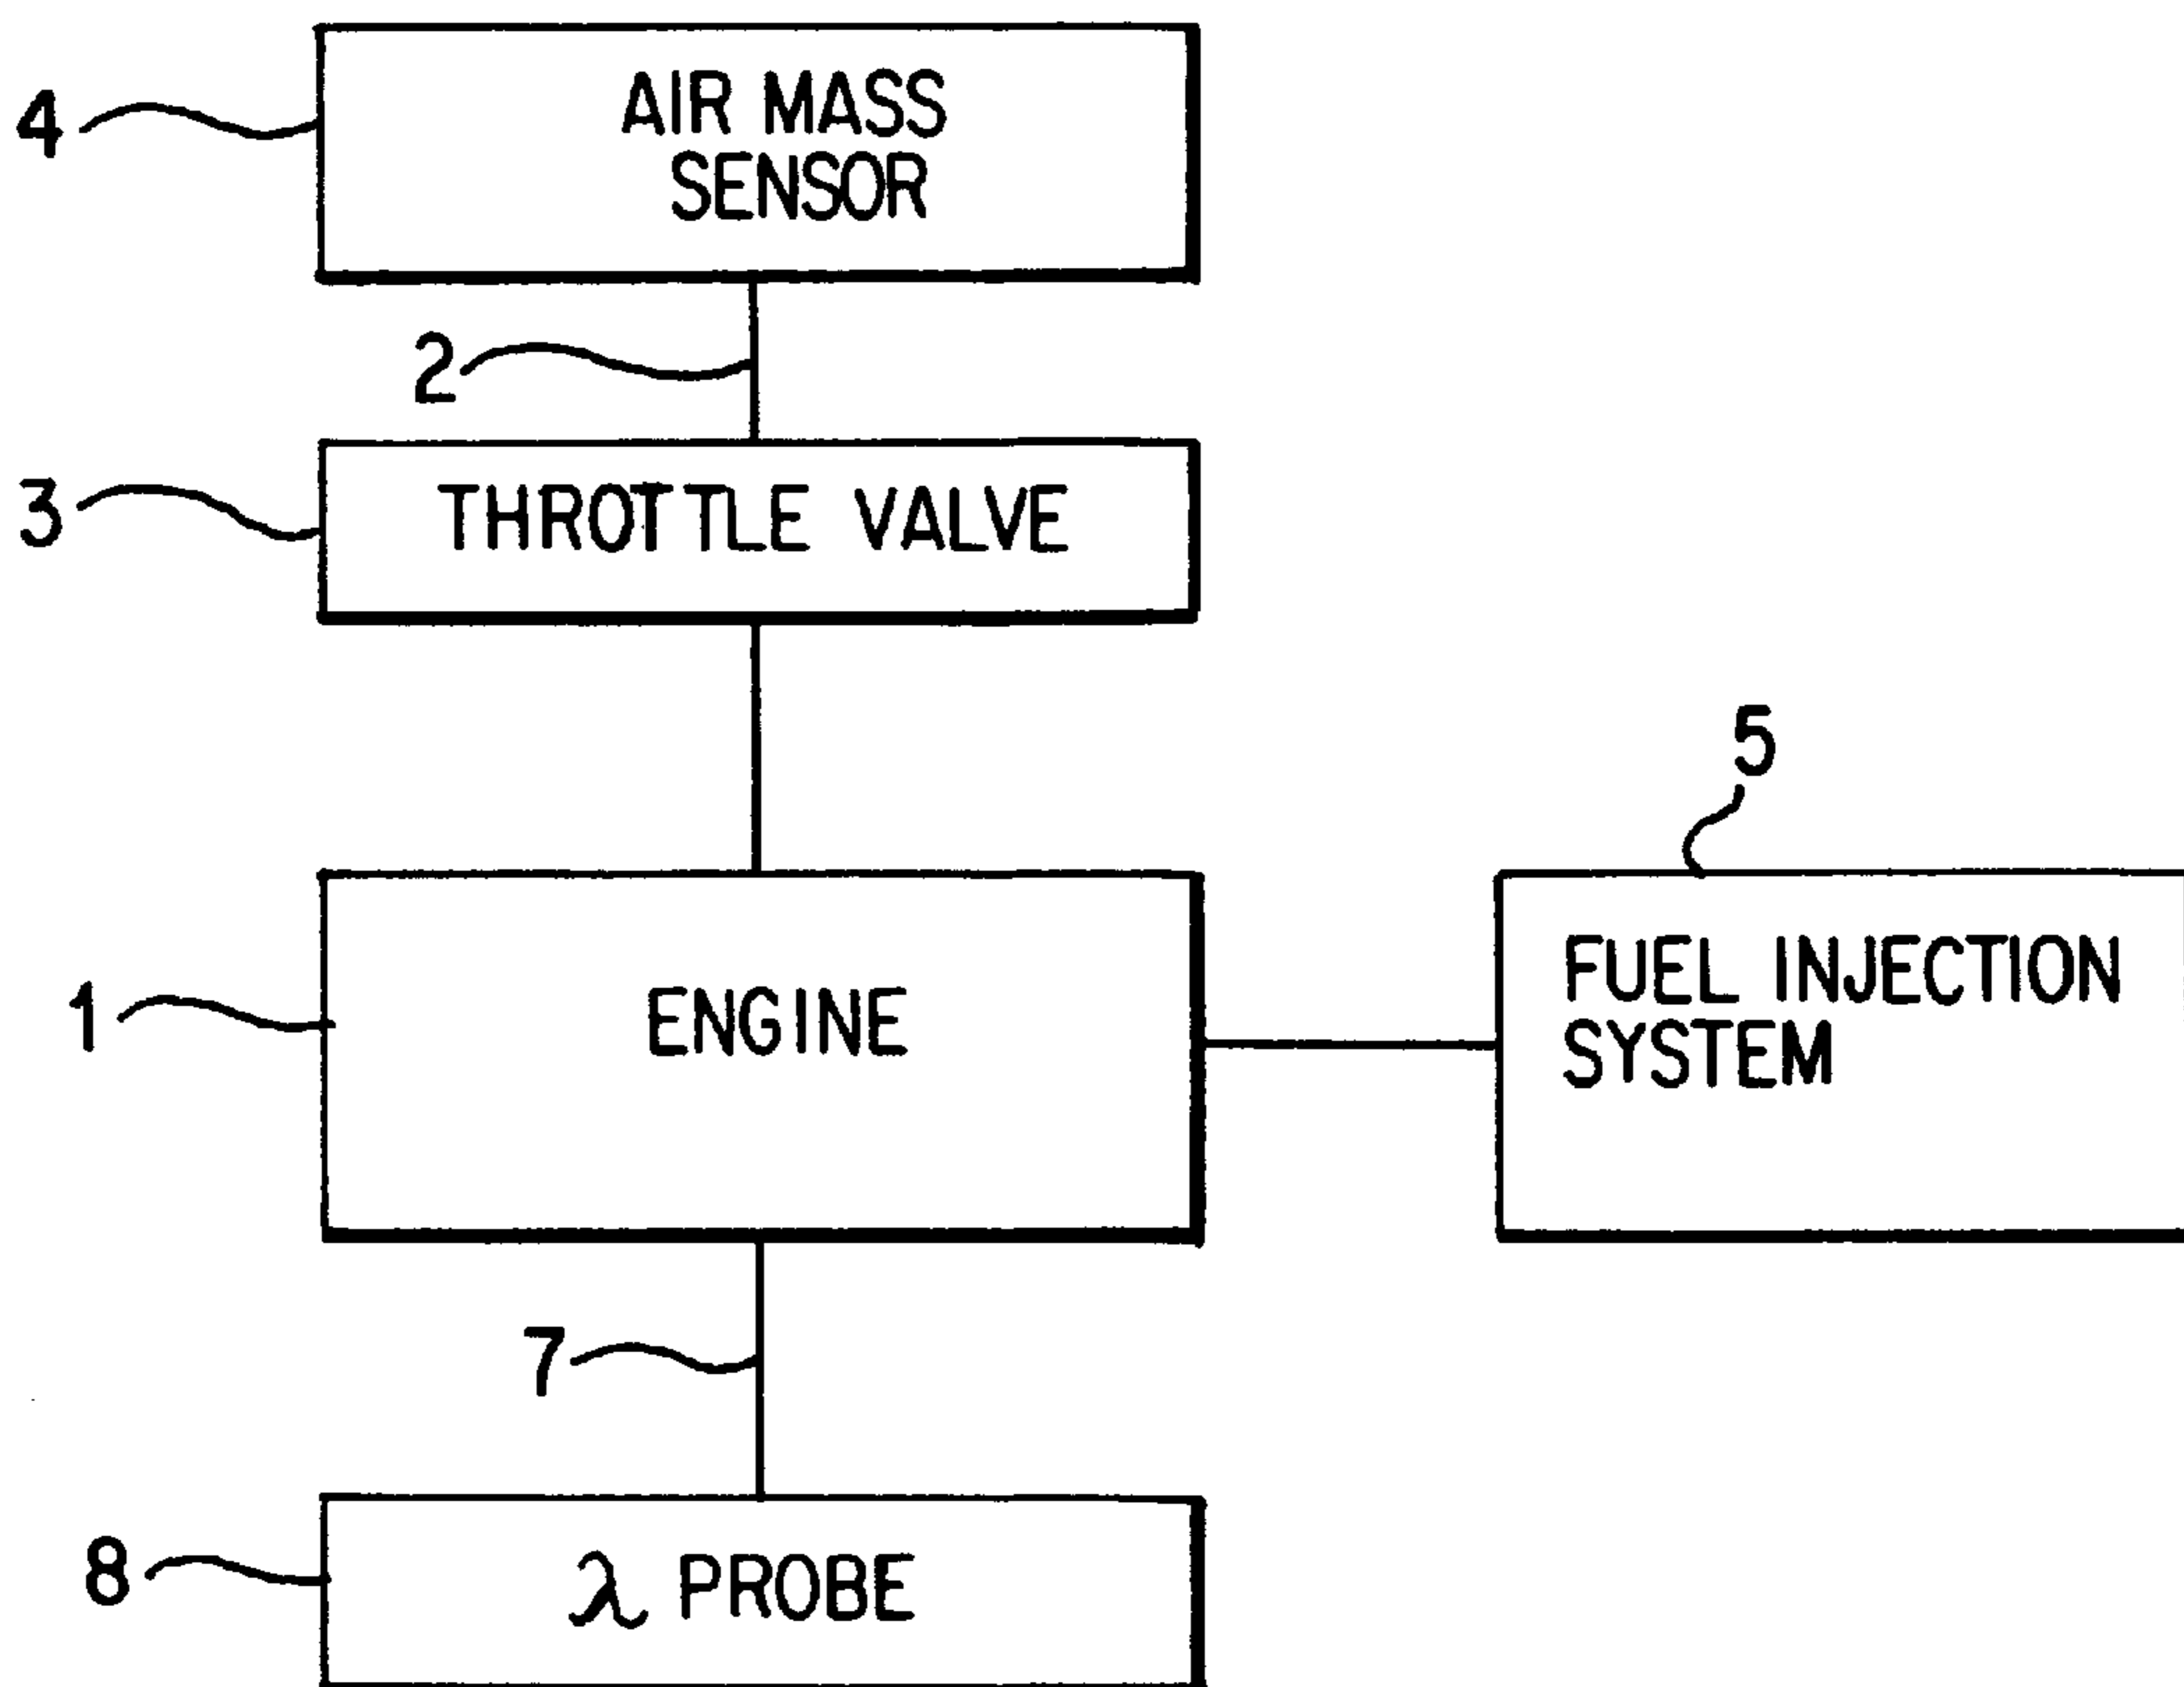 4
AIR MASS
SENSOR
2
3
THROTTLE VALVE
5
1
ENGINE
FUEL INJECTION
SYSTEM
7
8
λ PROBE